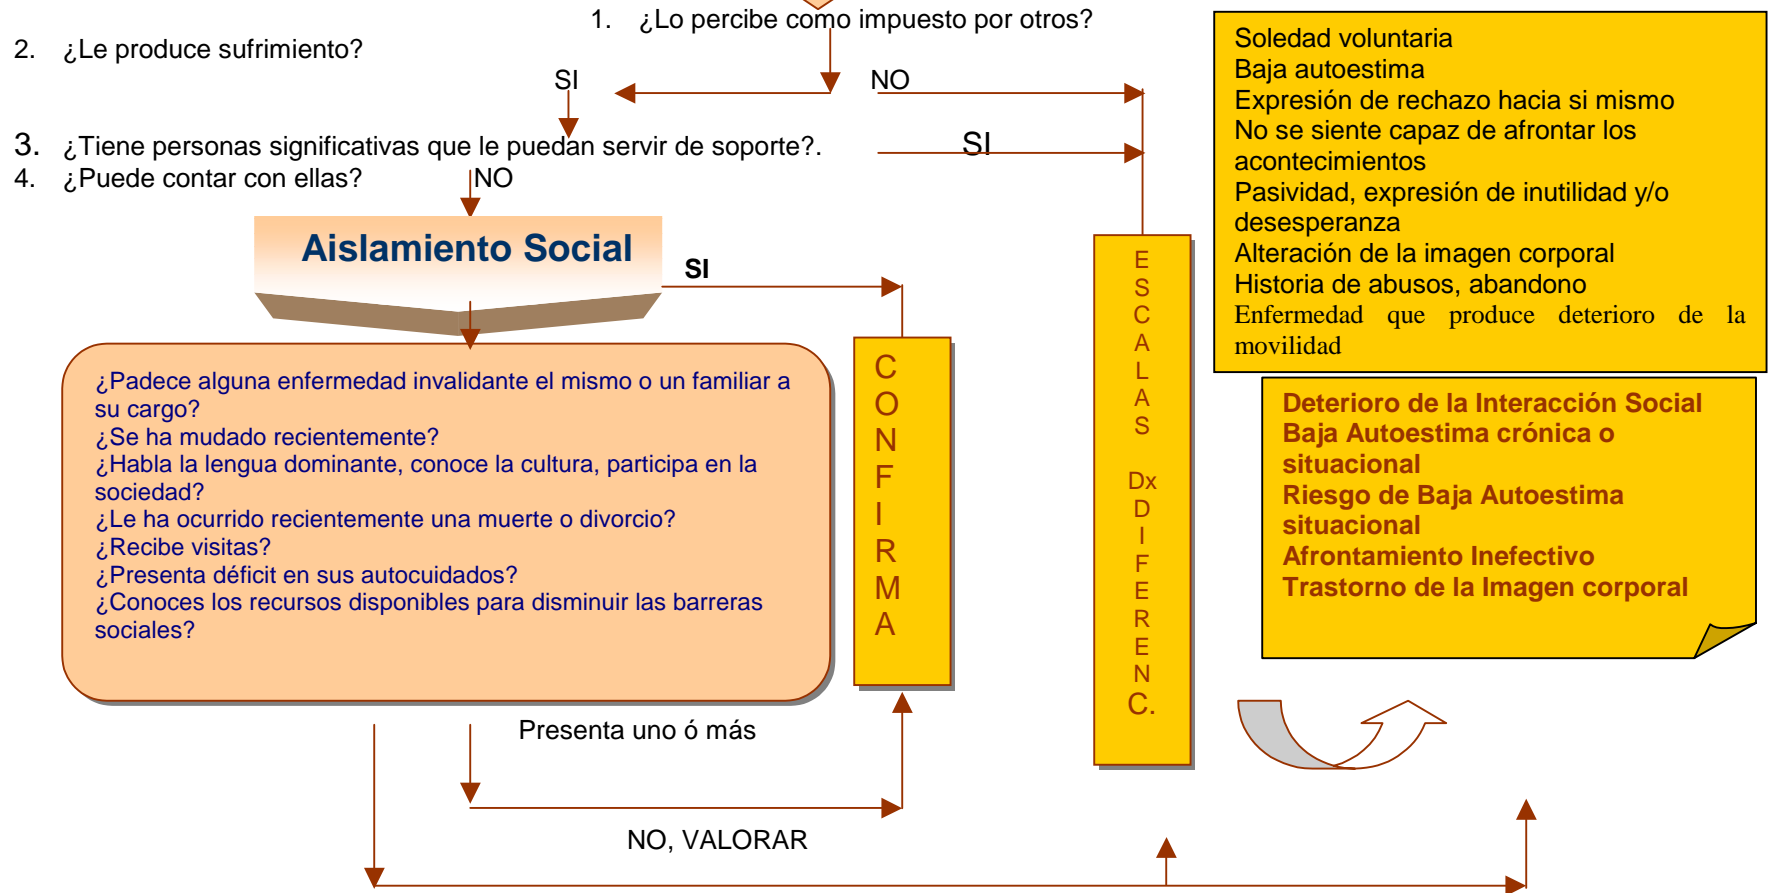 1. ¿Lo percibe como impuesto por otros?
2. ¿Le produce sufrimiento?
SI
NO
3. ¿Tiene personas significativas que le puedan servir de soporte?.
SI
4. ¿Puede contar con ellas?
NO
Aislamiento Social
SI
¿Padece alguna enfermedad invalidante el mismo o un familiar a
su cargo?
¿Se ha mudado recientemente?
¿Habla la lengua dominante, conoce la cultura, participa en la
sociedad?
¿Le ha ocurrido recientemente una muerte o divorcio?
¿Recibe visitas?
¿Presenta déficit en sus autocuidados?
¿Conoces los recursos disponibles para disminuir las barreras
sociales?
C
O
N
F
I
R
M
A
E
S
C
A
L
A
S
Dx
D
I
F
E
R
E
N
C.
Soledad voluntaria
Baja autoestima
Expresión de rechazo hacia si mismo
No se siente capaz de afrontar los
acontecimientos
Pasividad, expresión de inutilidad y/o
desesperanza
Alteración de la imagen corporal
Historia de abusos, abandono
Enfermedad que produce deterioro de la
movilidad
Deterioro de la Interacción Social
Baja Autoestima crónica o
situacional
Riesgo de Baja Autoestima
situacional
Afrontamiento Inefectivo
Trastorno de la Imagen corporal
Presenta uno ó más
NO, VALORAR